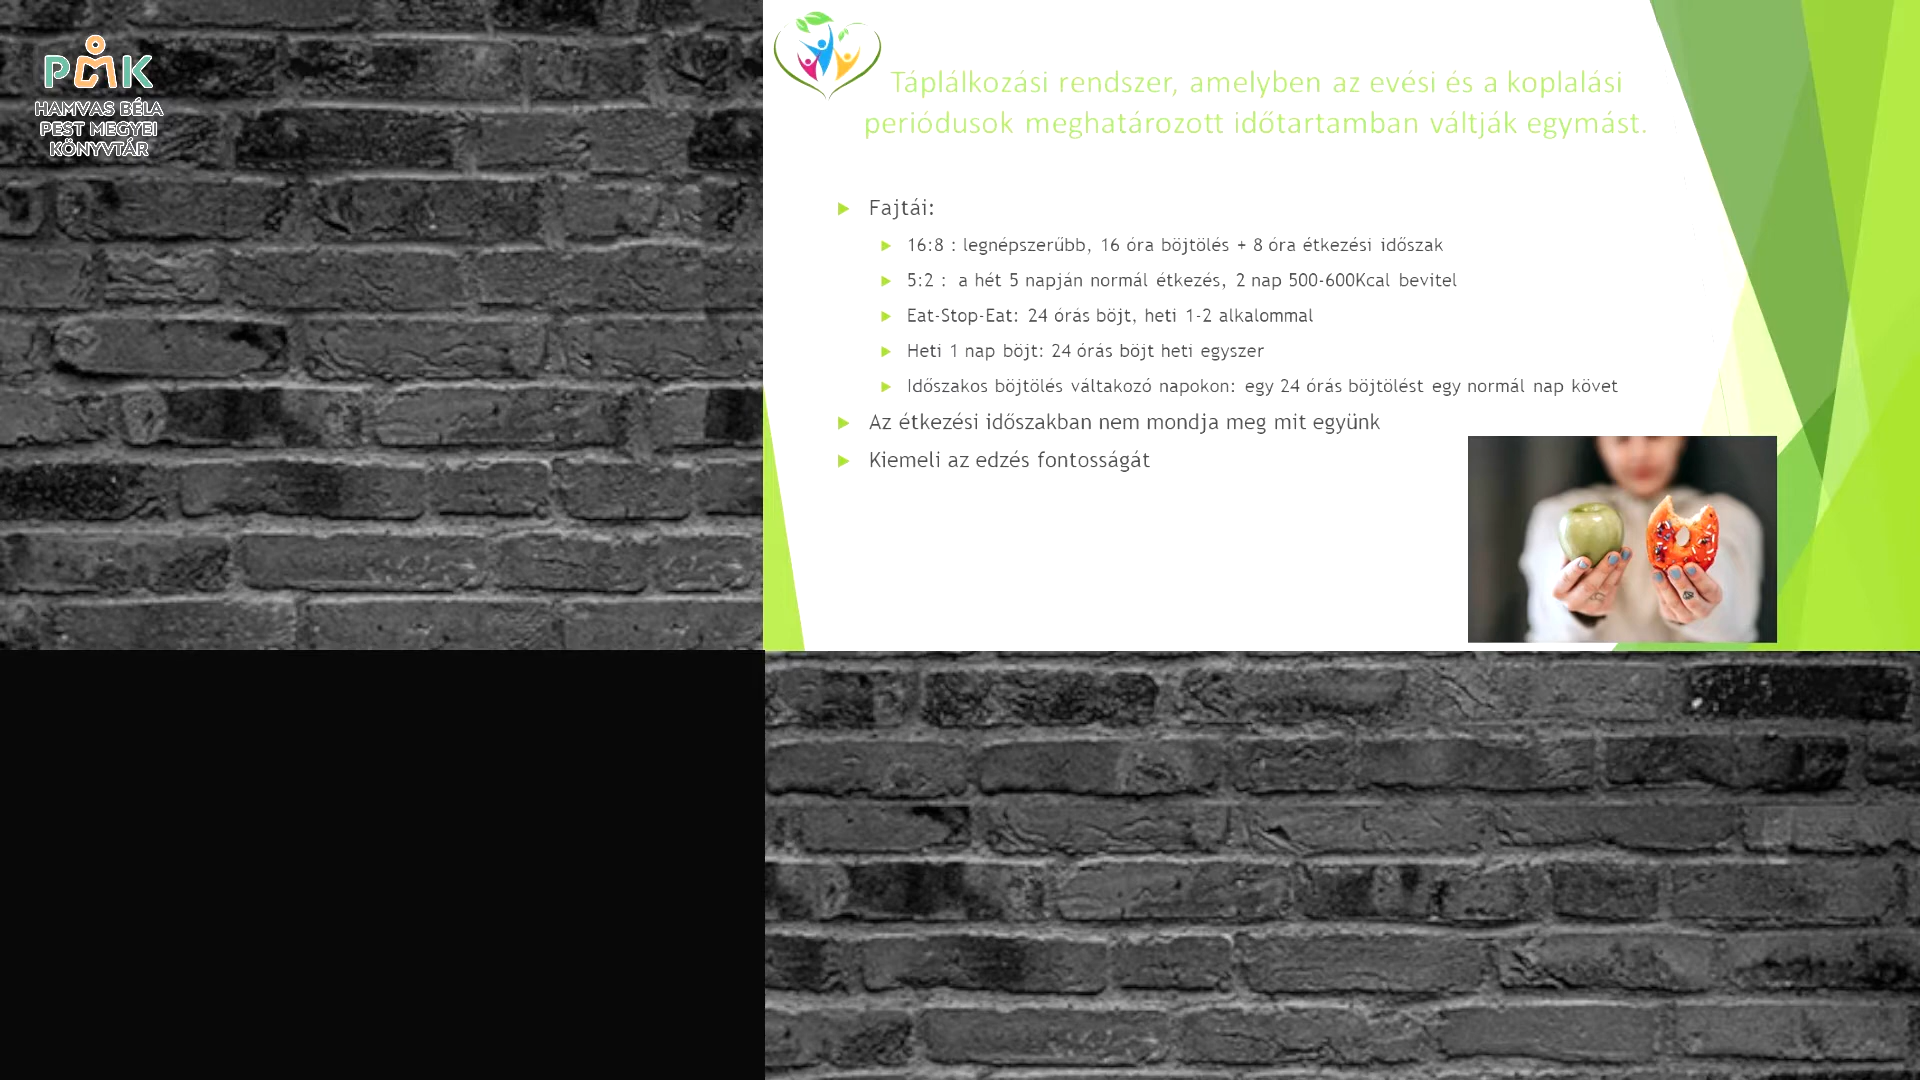 PMK
HAMVAS BÉLA
PEST MEGYEI
KÖNYVTÁR
Táplálkozási rendszer, amelyben az evési és a koplalási
periódusok meghatározott időtartamban váltják egymást.
Fajtái:
16:8 : legnépszerűbb, 16 óra böjtölés + 8 óra étkezési időszak
5:2 : a hét 5 napján normál étkezés, 2 nap 500-600Kcal bevitel
Eat-Stop-Eat: 24 órás böjt, heti 1-2 alkalommal
Heti 1 nap böjt: 24 órás böjt heti egyszer
Időszakos böjtölés váltakozó napokon: egy 24 órás böjtölést egy normál nap követ
Az étkezési időszakban nem mondja meg mit együnk
Kiemeli az edzés fontosságát